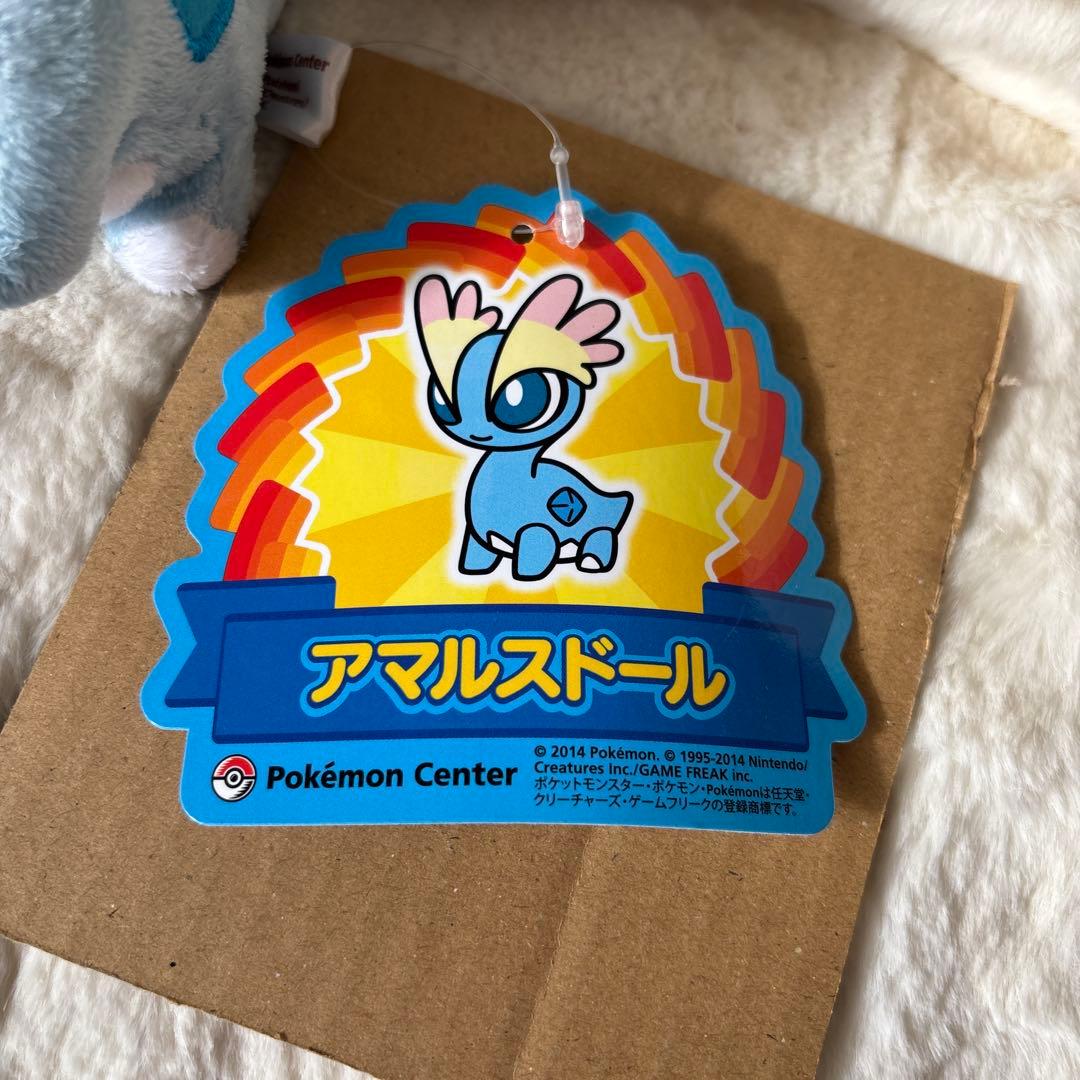 Center
アマルスドール
Pokémon Center
© 2014 Pokémon. © 1995-2014 Nintendo/
Creatures Inc./GAME FREAK inc.
ポケットモンスター・ポケモン・Pokémonは任天堂・
クリーチャーズ・ゲームフリークの登録商標です。